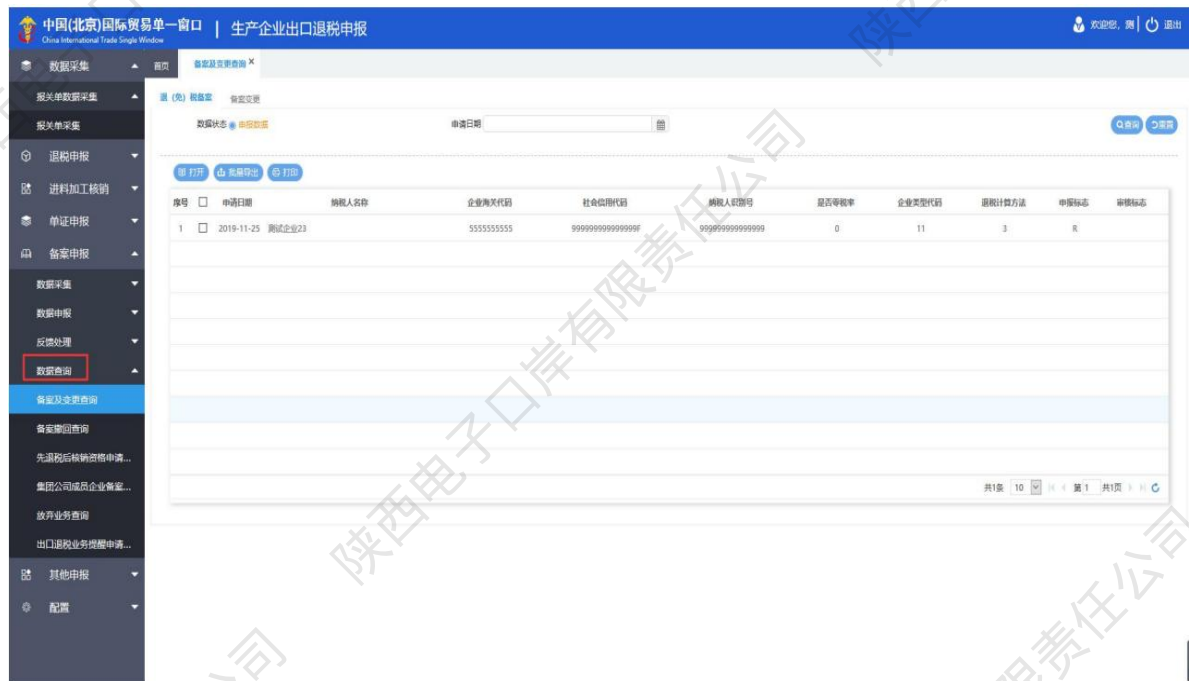 中国(北京)国际贸易单一窗口 | 生产企业出口退税申报
China International Trade Single Window
欢迎您, 测 | 退出
数据采集
报关单数据采集
报关单采集
退税申报
进料加工核销
单证申报
备案申报
数据采集
数据申报
反馈处理
数据查询
备案及变更查询
备案撤回查询
先退税后核销资格申请...
集团公司成员企业备案...
放弃业务查询
出口退税业务提醒申请...
其他申报
配置
首页 备案及变更查询 X
退 (免) 税备案 备案变更
数据状态 申报数据 申请日期 查询 重置
打开 批量导出 打印
序号 申请日期 纳税人名称 企业海关代码 社会信用代码 纳税人识别号 是否零税率 企业类型代码 退税计算方法 申报标志 审核标志
1 2019-11-25 测试企业23 5555555555 99999999999999999F 999999999999999 0 11 3 R
共1条 10 第 1 共1页
陕西电子口岸有限责任公司